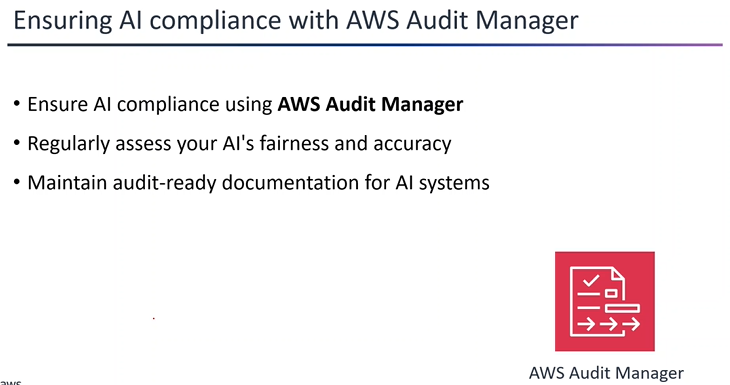 Ensuring AI compliance with AWS Audit Manager
• Ensure AI compliance using AWS Audit Manager
• Regularly assess your AI's fairness and accuracy
• Maintain audit-ready documentation for AI systems
AWS Audit Manager
aws